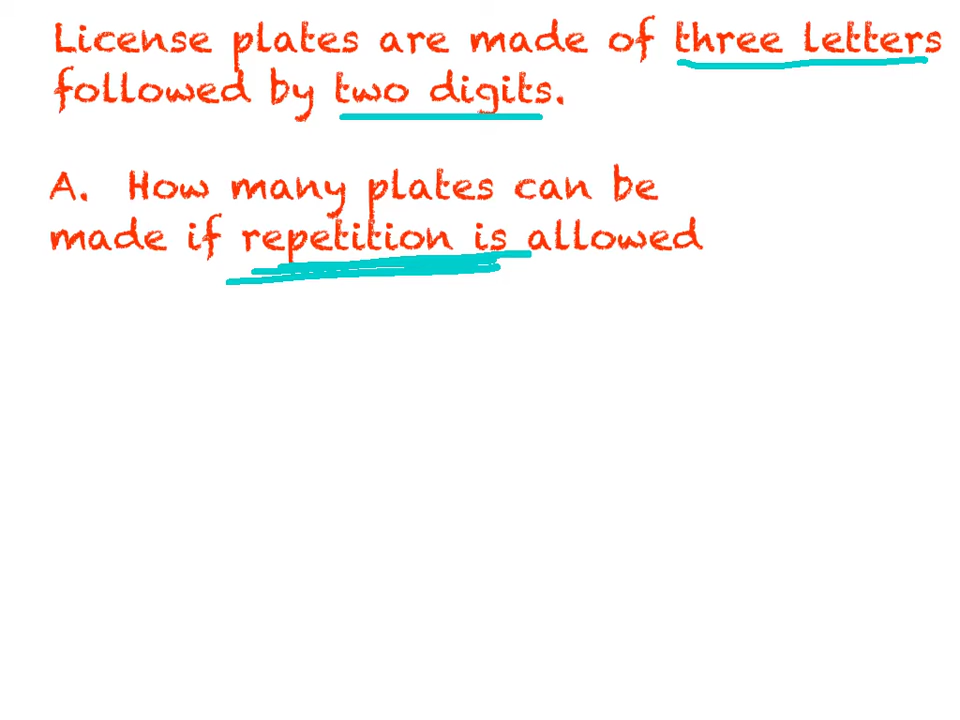 License plates are made of three letters
followed by two digits.
A. How many plates can be
made if repetition is allowed